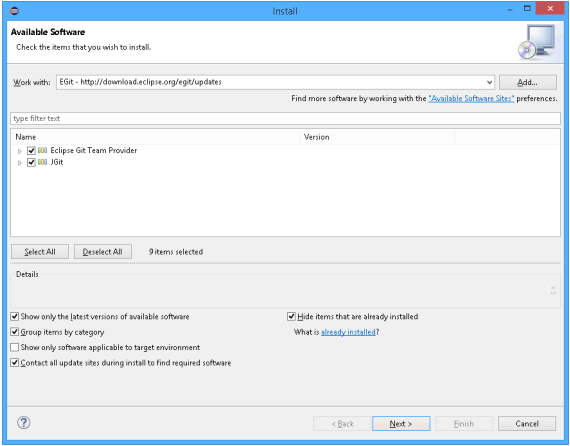 Install
Available Software
Check the items that you wish to install.
Work with: EGit - http://download.eclipse.org/egit/updates Add...
Find more software by working with the "Available Software Sites" preferences.
type filter text
Name Version
Eclipse Git Team Provider
JGit
Select All Deselect All 9 items selected
Details
Show only the latest versions of available software Hide items that are already installed
Group items by category What is already installed?
Show only software applicable to target environment
Contact all update sites during install to find required software
? < Back Next > Finish Cancel